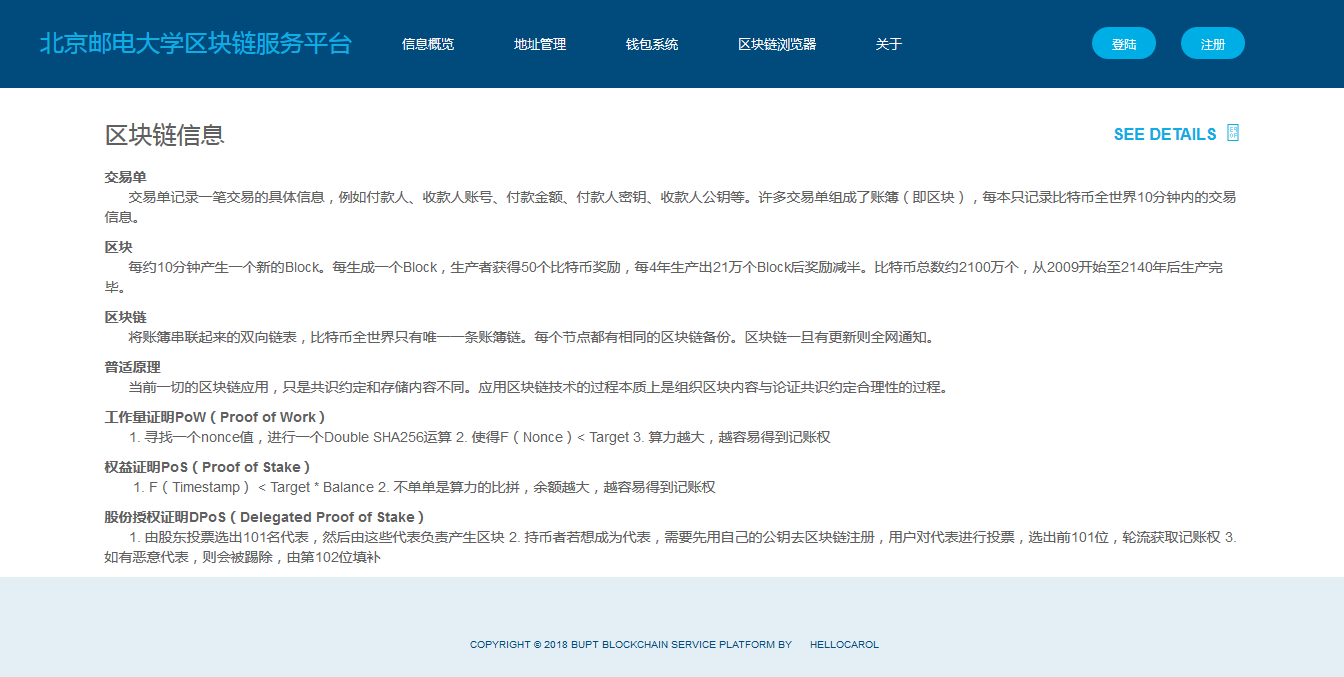 北京邮电大学区块链服务平台 信息概览 地址管理 钱包系统 区块链浏览器 关于 登陆 注册
区块链信息 SEE DETAILS
交易单
交易单记录一笔交易的具体信息，例如付款人、收款人账号、付款金额、付款人密钥、收款人公钥等。许多交易单组成了账簿（即区块），每本只记录比特币全世界10分钟内的交易
信息。
区块
每约10分钟产生一个新的Block。每生成一个Block，生产者获得50个比特币奖励，每4年生产出21万个Block后奖励减半。比特币总数约2100万个，从2009开始至2140年后生产完
毕。
区块链
将账簿串联起来的双向链表，比特币全世界只有唯一一条账簿链。每个节点都有相同的区块链备份。区块链一旦有更新则全网通知。
普适原理
当前一切的区块链应用，只是共识约定和存储内容不同。应用区块链技术的过程本质上是组织区块内容与论证共识约定合理性的过程。
工作量证明PoW（Proof of Work）
1. 寻找一个nonce值，进行一个Double SHA256运算 2. 使得F（Nonce）< Target 3. 算力越大，越容易得到记账权
权益证明PoS（Proof of Stake）
1. F（Timestamp） < Target * Balance 2. 不单单是算力的比拼，余额越大，越容易得到记账权
股份授权证明DPoS（Delegated Proof of Stake）
1. 由股东投票选出101名代表，然后由这些代表负责产生区块 2. 持币者若想成为代表，需要先用自己的公钥去区块链注册，用户对代表进行投票，选出前101位，轮流获取记账权 3.
如有恶意代表，则会被踢除，由第102位填补
COPYRIGHT © 2018 BUPT BLOCKCHAIN SERVICE PLATFORM BY HELLOCAROL